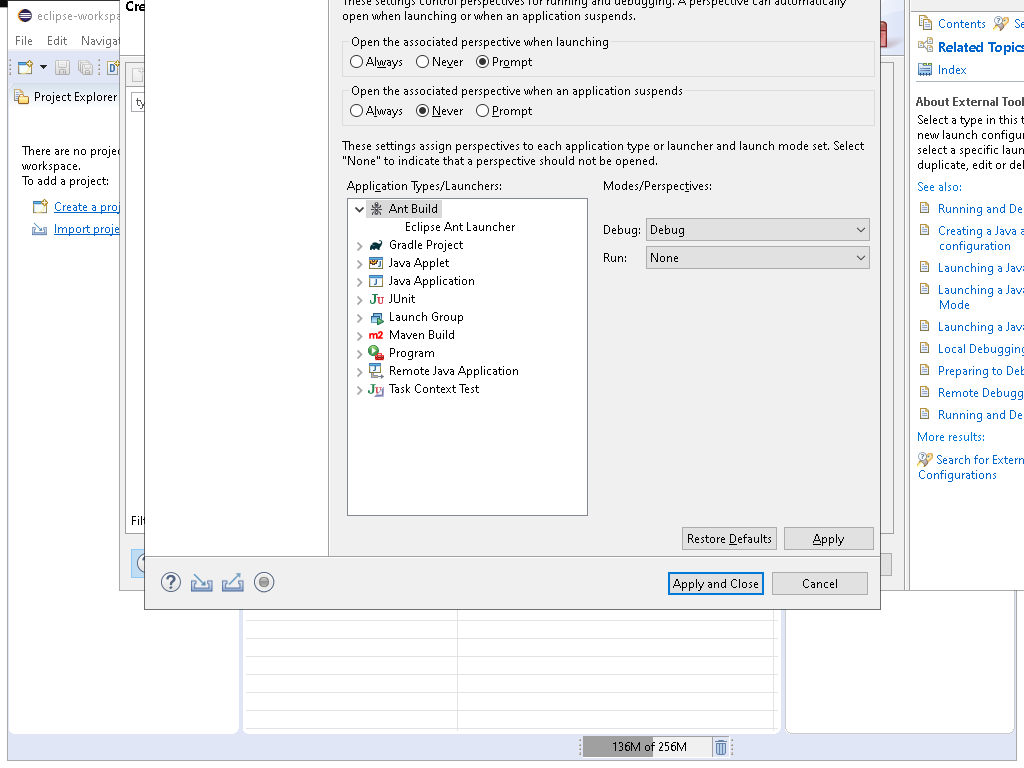 eclipse-workspa
Cre
File Edit Navigat
Project Explorer
There are no projec
workspace.
To add a project:
Create a proj
Import proje
ty
Filt
These settings control perspectives for running and debugging. A perspective can automatically
open when launching or when an application suspends.
Open the associated perspective when launching
Always Never Prompt
Open the associated perspective when an application suspends
Always Never Prompt
These settings assign perspectives to each application type or launcher and launch mode set. Select
"None" to indicate that a perspective should not be opened.
Application Types/Launchers:
Modes/Perspectives:
Ant Build
Eclipse Ant Launcher
Gradle Project
Java Applet
Java Application
JUnit
Launch Group
Maven Build
Program
Remote Java Application
Task Context Test
Debug: Debug
Run: None
Restore Defaults Apply
Apply and Close Cancel
Contents Se
Related Topics
Index
About External Tool
Select a type in this t
new launch configur
select a specific laun
duplicate, edit or del
See also:
Running and De
Creating a Java a
configuration
Launching a Java
Launching a Java
Mode
Launching a Java
Local Debugging
Preparing to Deb
Remote Debugg
Running and De
More results:
Search for Extern
Configurations
136M of 256M